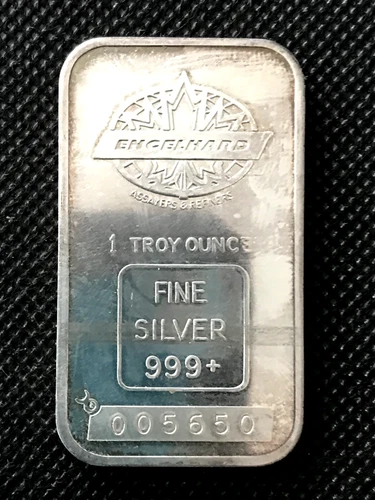 ENGELHARD
ASSAYERS & REFINERS
1 TROY OUNCE
FINE
SILVER
999+
005650